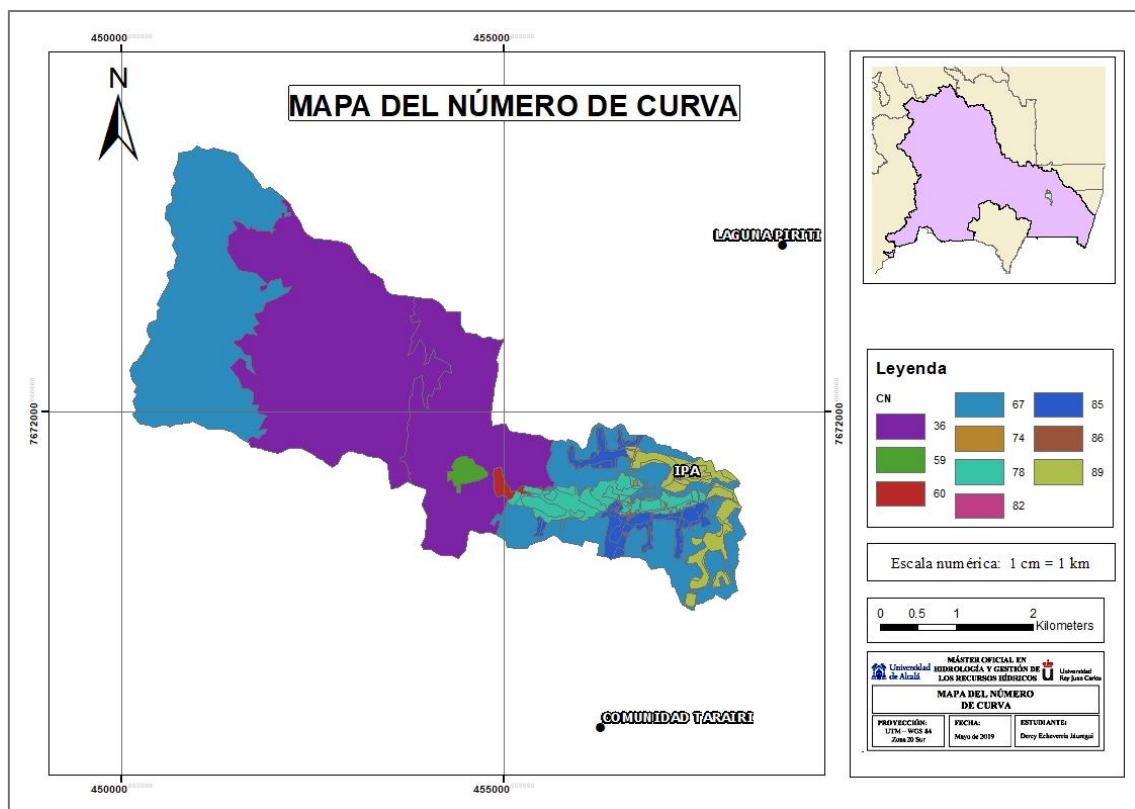 450000
455000
N
MAPA DEL NÚMERO DE CURVA
LAGUNA PIRITI
7672000
7672000
IPA
COMUNIDAD TARAIRI
450000
455000
Leyenda
CN
36
59
60
67
74
78
82
85
86
89
Escala numérica: 1 cm = 1 km
0 0.5 1 2
Kilometers
Universidad de Alcalá
MÁSTER OFICIAL EN
HIDROLOGÍA Y GESTIÓN DE
LOS RECURSOS HÍDRICOS
Universidad
Rey Juan Carlos
MAPA DEL NÚMERO
DE CURVA
PROYECCIÓN:
UTM – WGS 84
Zona 20 Sur
FECHA:
Mayo de 2019
ESTUDIANTE:
Dercy Echeverría Jáuregui